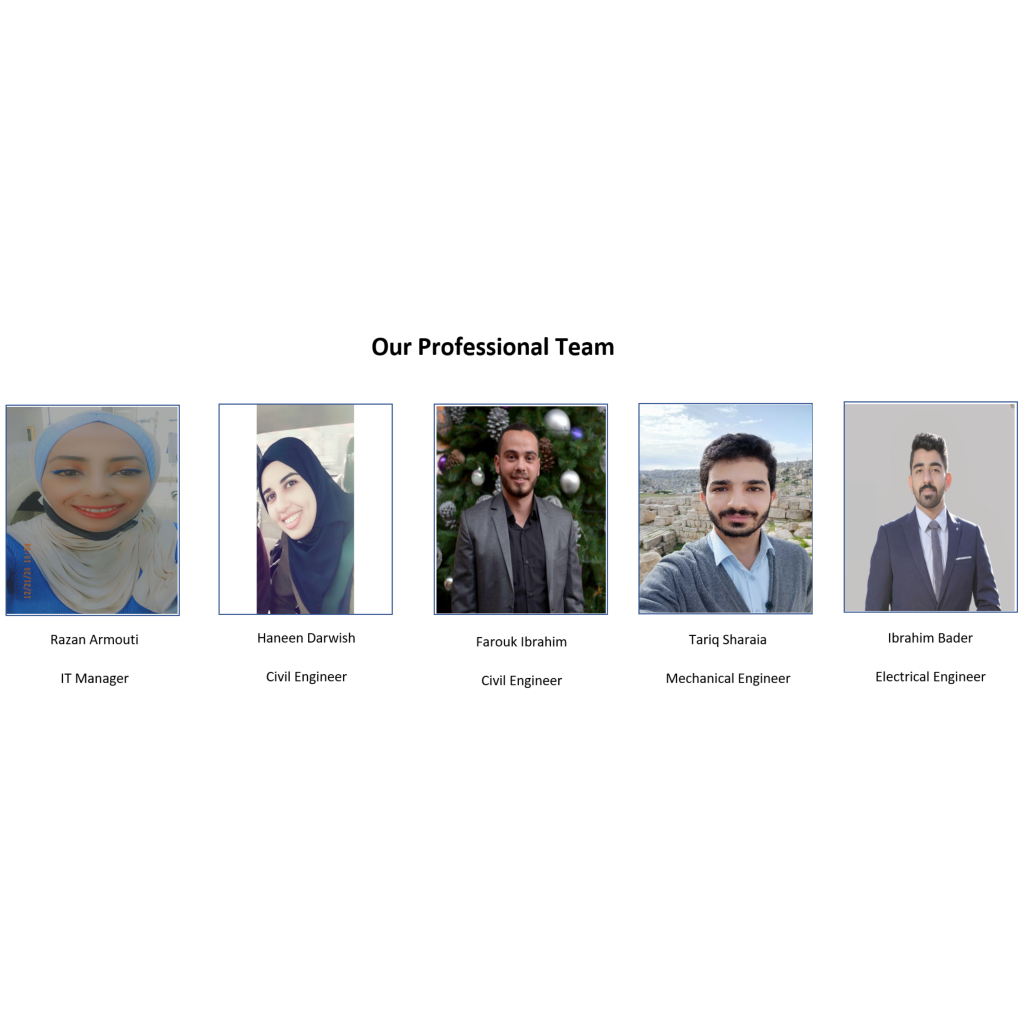 Our Professional Team
Razan Armouti
IT Manager
Haneen Darwish
Civil Engineer
Farouk Ibrahim
Civil Engineer
Tariq Sharaia
Mechanical Engineer
Ibrahim Bader
Electrical Engineer